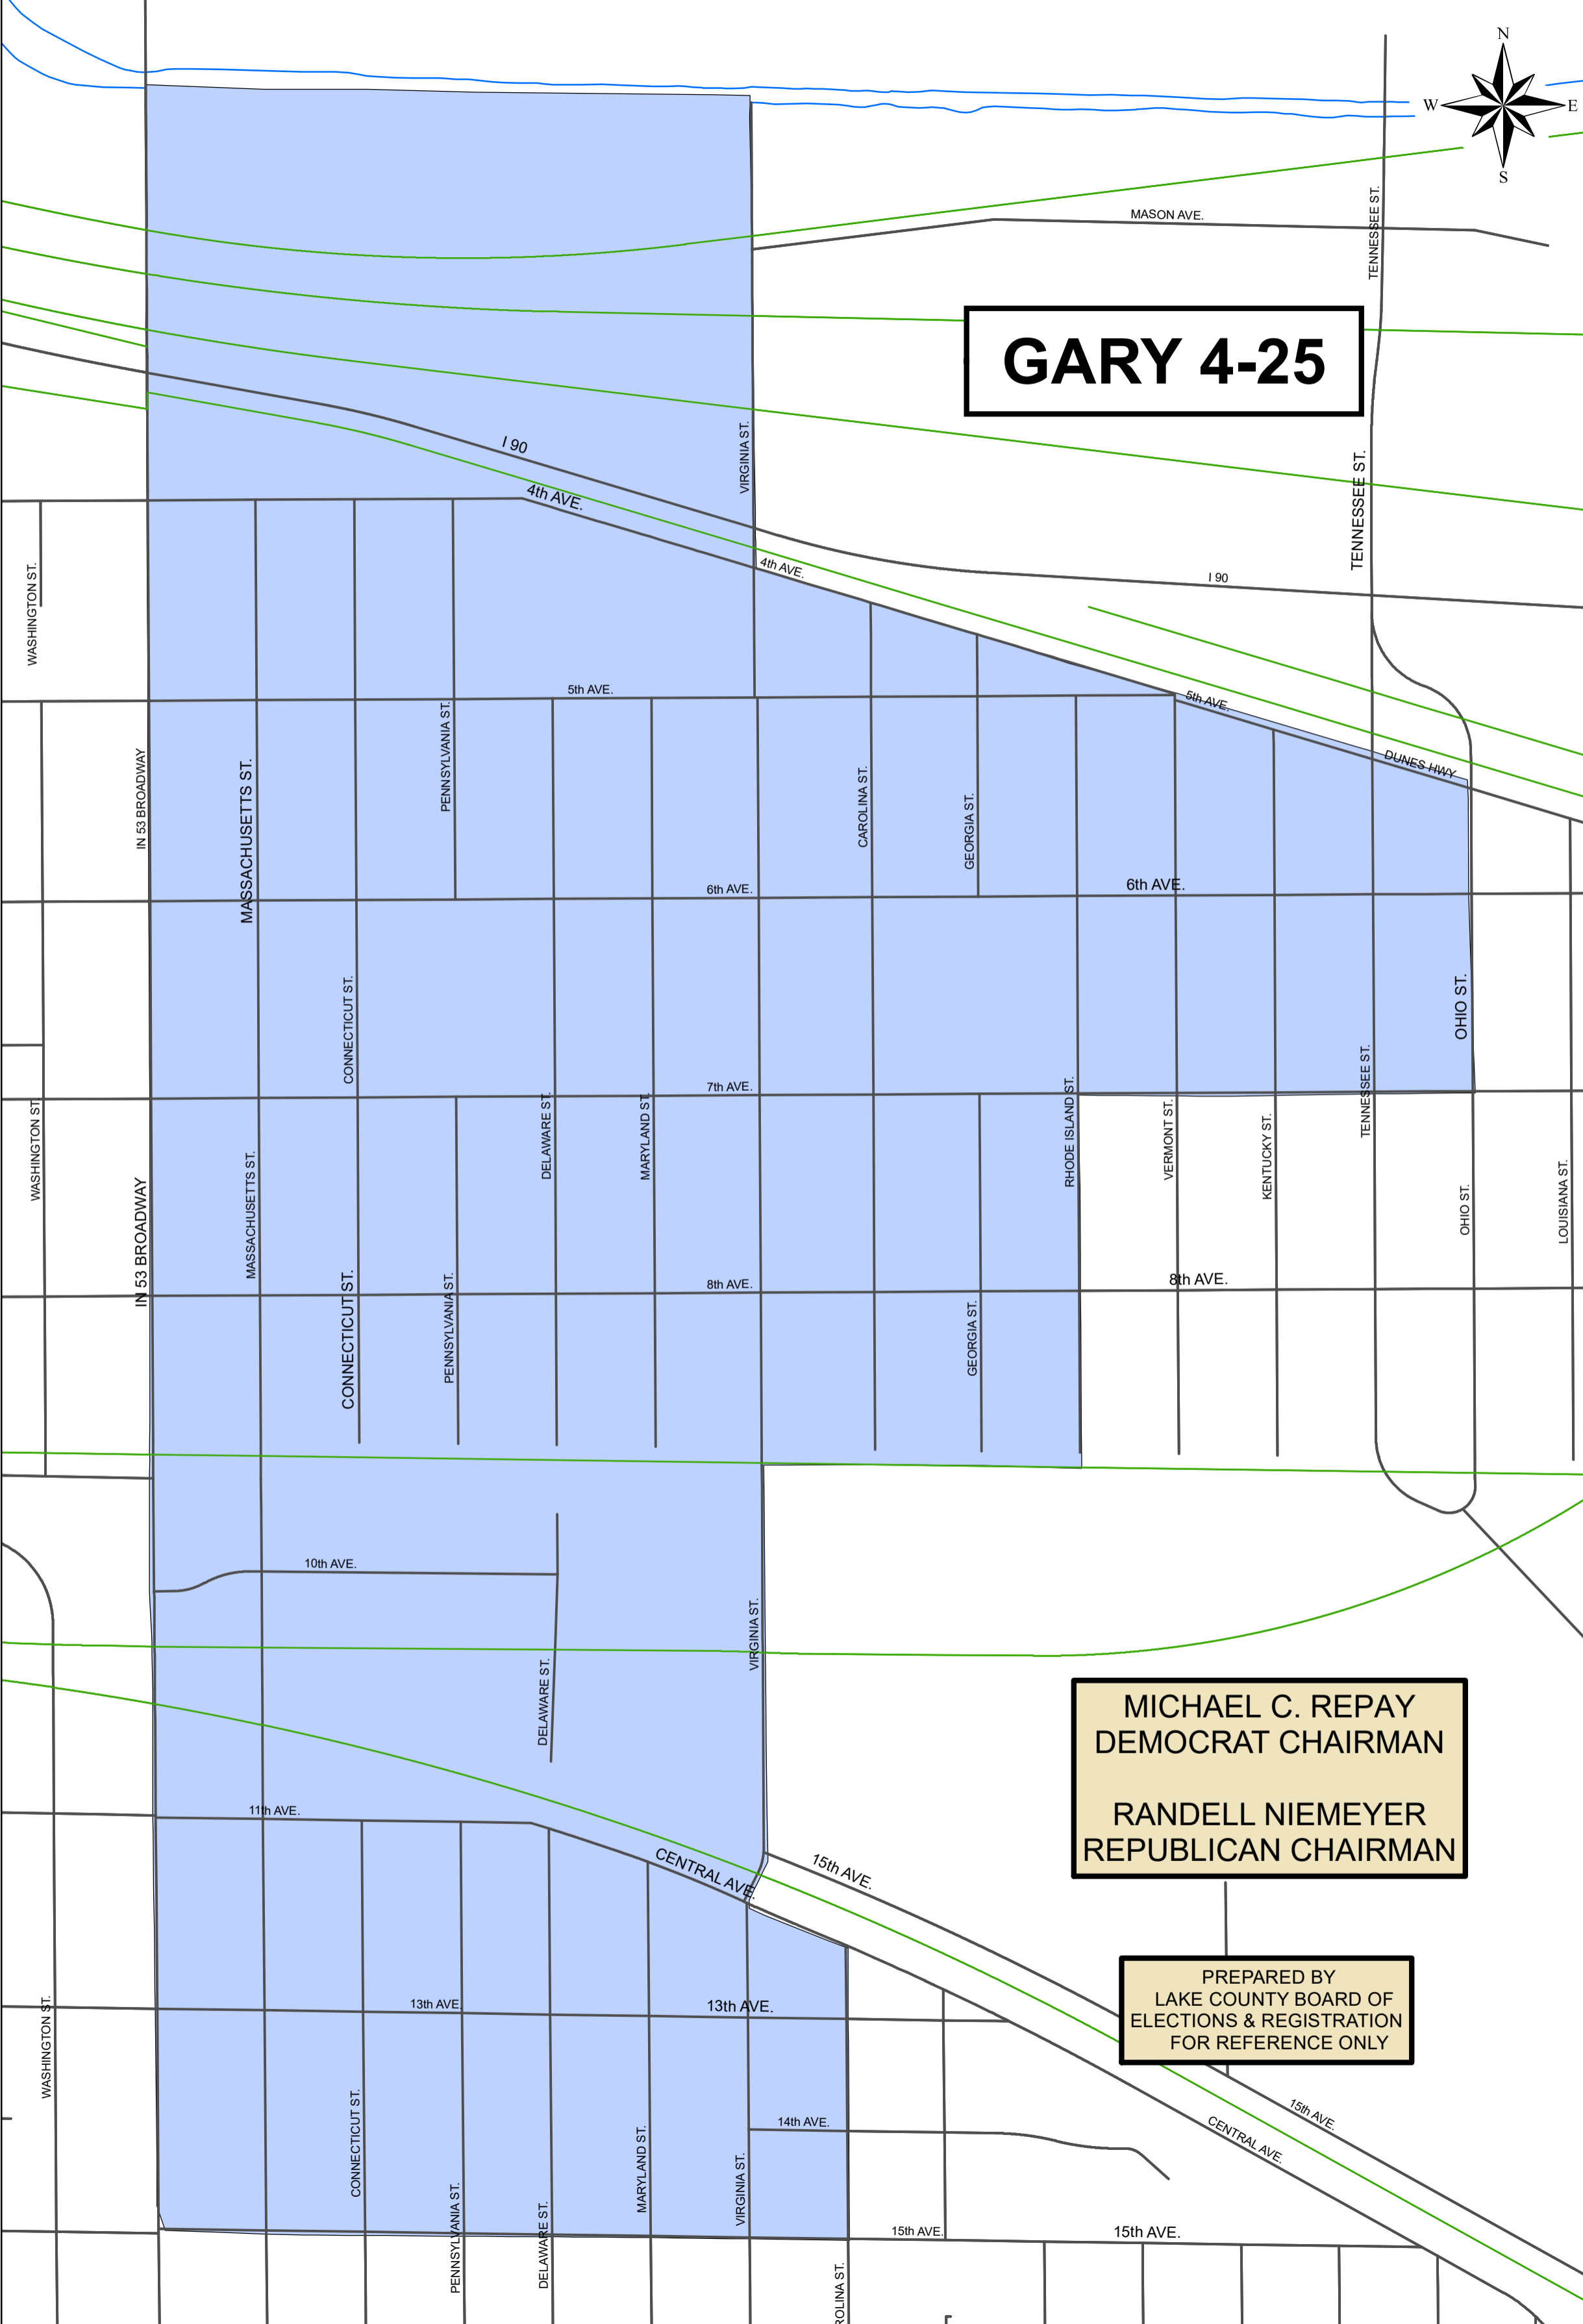 N
W
E
S
MASON AVE.
TENNESSEE ST.
GARY 4-25
I 90
4th AVE.
VIRGINIA ST.
4th AVE.
I 90
TENNESSEE ST.
WASHINGTON ST.
5th AVE.
5th AVE.
PENNSYLVANIA ST.
IN 53 BROADWAY
MASSACHUSETTS ST.
CAROLINA ST.
GEORGIA ST.
DUNES HWY
6th AVE.
6th AVE.
CONNECTICUT ST.
OHIO ST.
7th AVE.
WASHINGTON ST.
DELAWARE ST.
MARYLAND ST.
RHODE ISLAND ST.
VERMONT ST.
KENTUCKY ST.
TENNESSEE ST.
OHIO ST.
LOUISIANA ST.
IN 53 BROADWAY
MASSACHUSETTS ST.
CONNECTICUT ST.
PENNSYLVANIA ST.
8th AVE.
8th AVE.
GEORGIA ST.
10th AVE.
DELAWARE ST.
VIRGINIA ST.
MICHAEL C. REPAY
DEMOCRAT CHAIRMAN
RANDELL NIEMEYER
REPUBLICAN CHAIRMAN
11th AVE.
CENTRAL AVE.
15th AVE.
PREPARED BY
LAKE COUNTY BOARD OF
ELECTIONS & REGISTRATION
FOR REFERENCE ONLY
WASHINGTON ST.
13th AVE.
13th AVE.
CONNECTICUT ST.
14th AVE.
15th AVE.
CENTRAL AVE.
PENNSYLVANIA ST.
DELAWARE ST.
MARYLAND ST.
VIRGINIA ST.
15th AVE.
15th AVE.
ROLINA ST.